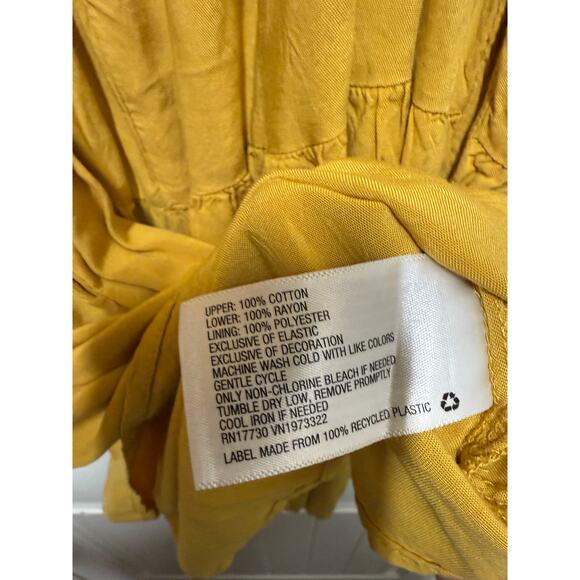 UPPER: 100% COTTON
LOWER: 100% RAYON
LINING: 100% POLYESTER
EXCLUSIVE OF ELASTIC
EXCLUSIVE OF DECORATION
MACHINE WASH COLD WITH LIKE COLORS
GENTLE CYCLE
ONLY NON-CHLORINE BLEACH IF NEEDED
TUMBLE DRY LOW, REMOVE PROMPTLY
COOL IRON IF NEEDED
RN17730 VN1973322
LABEL MADE FROM 100% RECYCLED PLASTIC